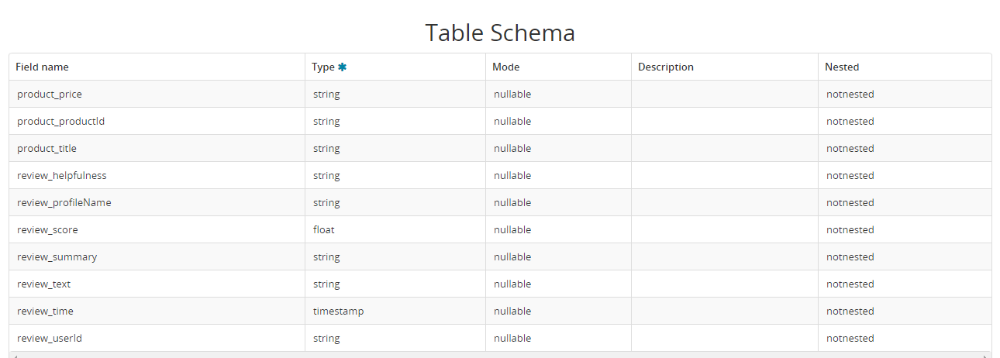 Table Schema
Field name Type ✱ Mode Description Nested
product_price string nullable notnested
product_productId string nullable notnested
product_title string nullable notnested
review_helpfulness string nullable notnested
review_profileName string nullable notnested
review_score float nullable notnested
review_summary string nullable notnested
review_text string nullable notnested
review_time timestamp nullable notnested
review_userId string nullable notnested